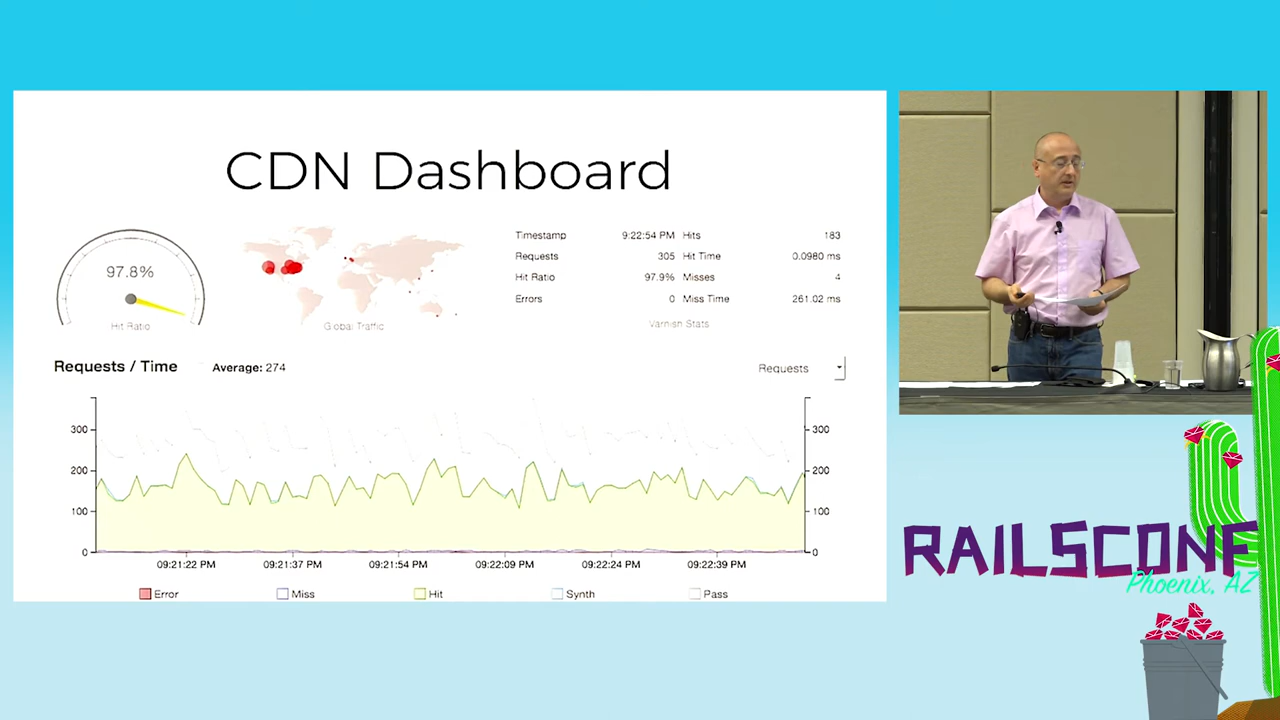 CDN Dashboard
97.8%
Hit Ratio
Global Traffic
Timestamp 9:22:54 PM Hits 183
Requests 305 Hit Time 0.0980 ms
Hit Ratio 97.9% Misses 4
Errors 0 Miss Time 261.02 ms
Varnish Stats
Requests / Time Average: 274 Requests
300 300
200 200
100 100
0 0
09:21:22 PM 09:21:37 PM 09:21:54 PM 09:22:09 PM 09:22:24 PM 09:22:39 PM
Error Miss Hit Synth Pass
RAILSCONF
Phoenix, AZ